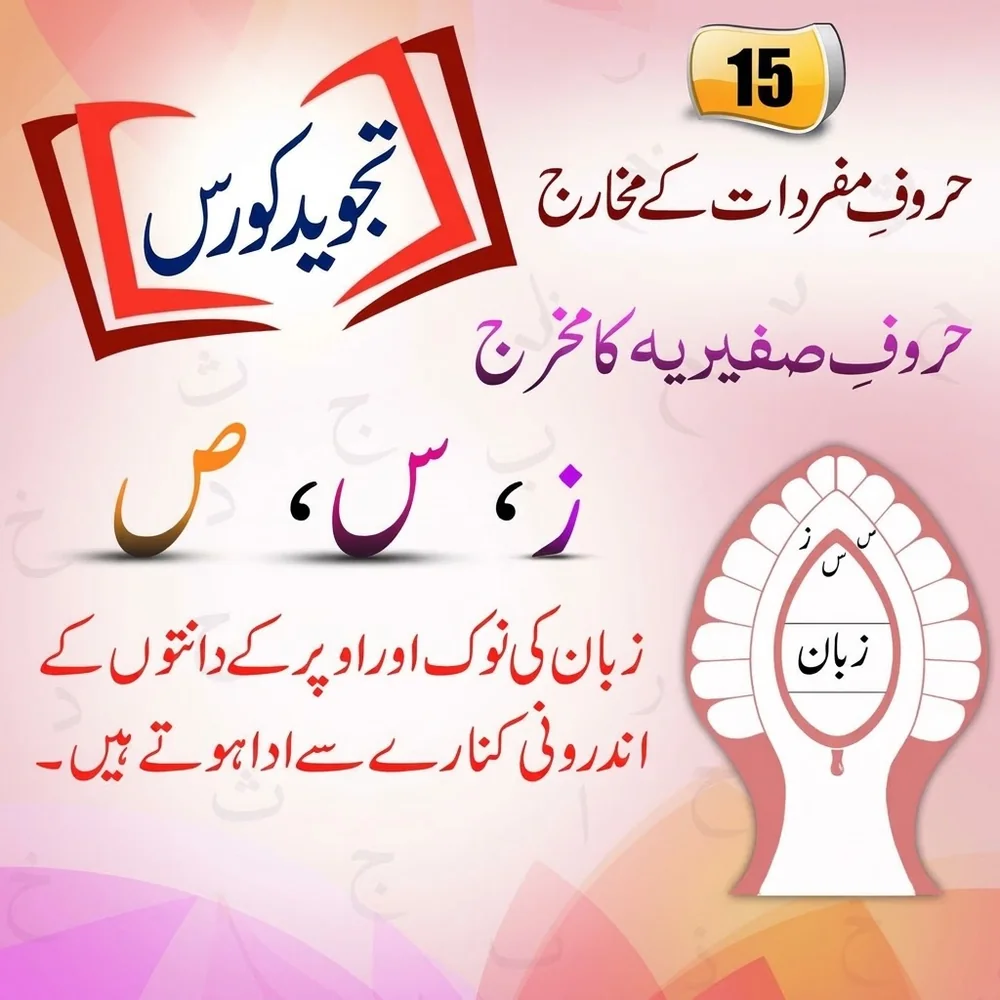 15
تجوید کورس
حروفِ مفردات کے مخارج
حروفِ صفیریہ کا مخرج
ز، س، ص
زبان کی نوک اور اوپر کے دانتوں کے
اندرونی کنارے سے ادا ہوتے ہیں۔
ز س
س
زبان